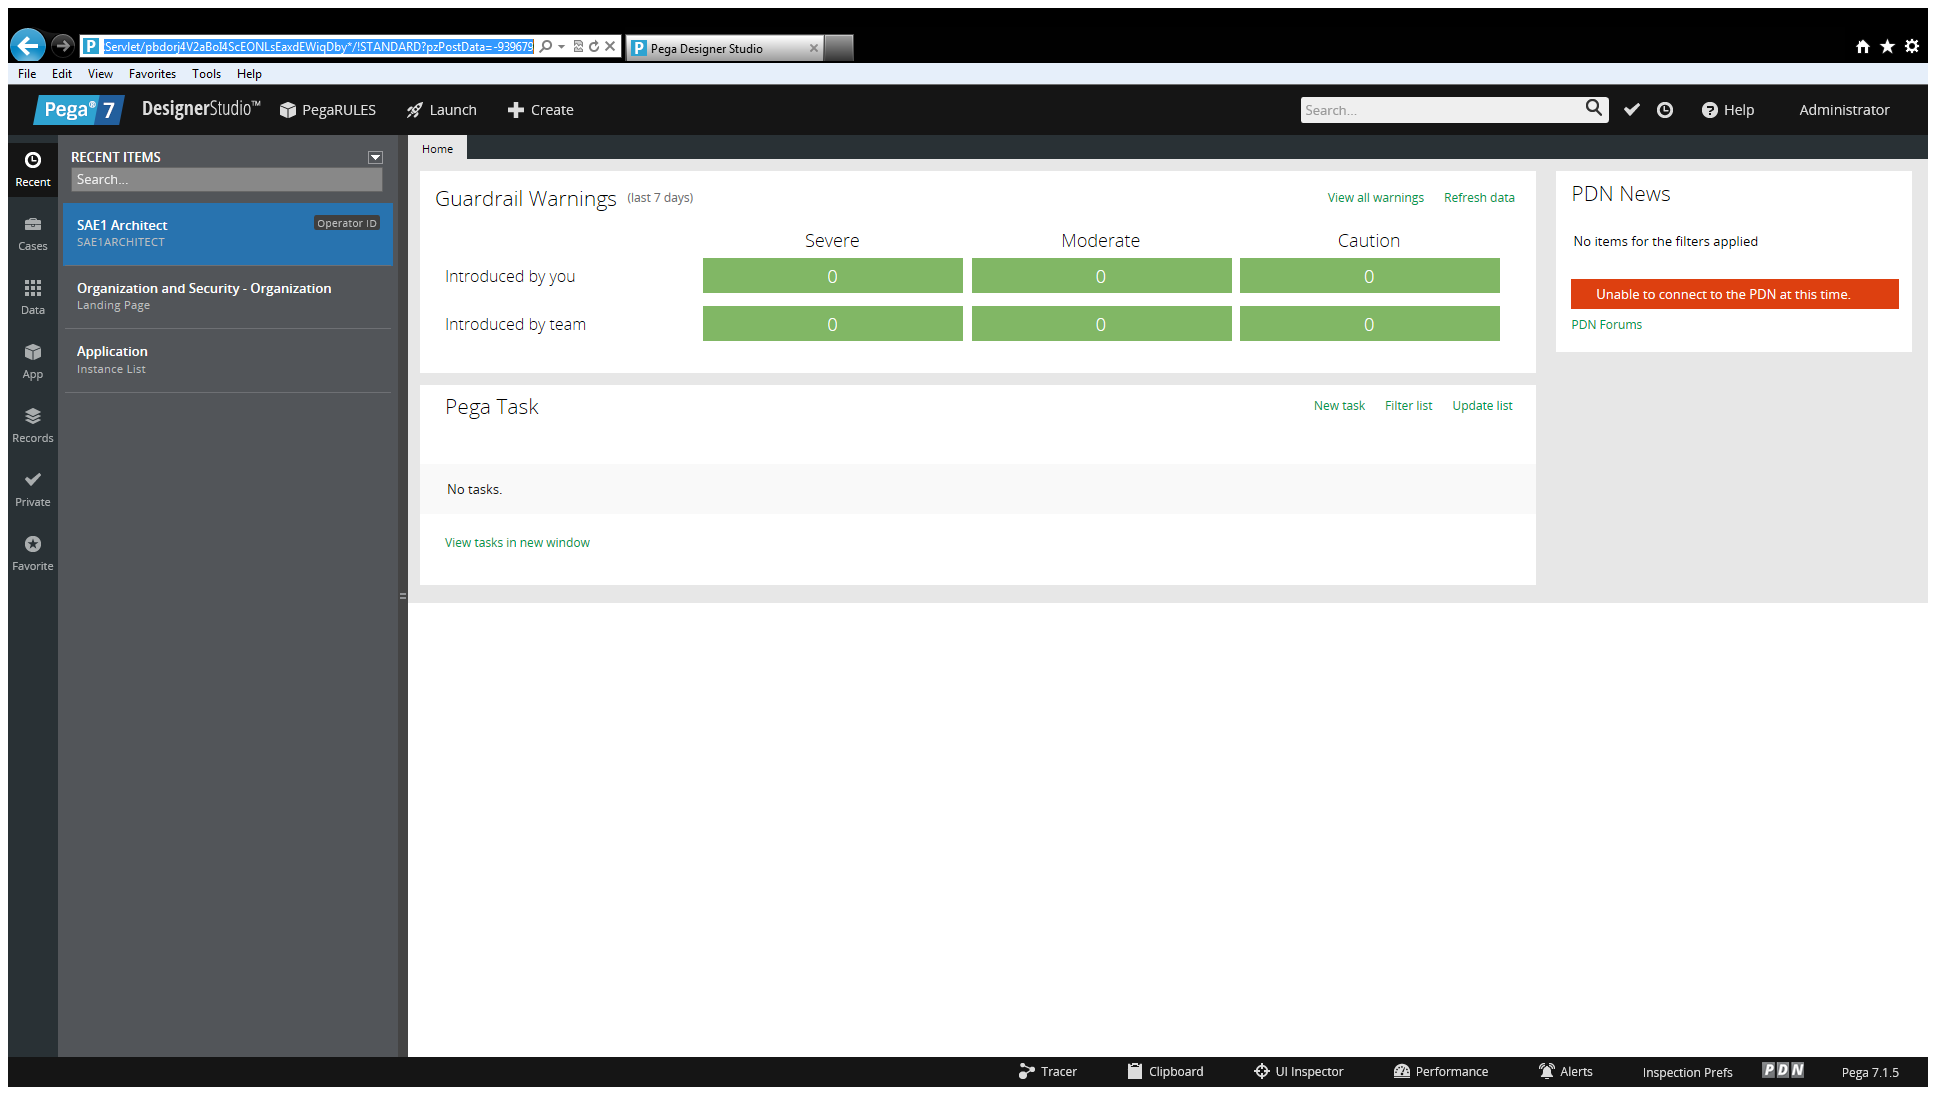 Servlet/pbdorj4V2aBoI4ScEONLsEaxdEWiqDby*/!STANDARD?pzPostData=-939679
P Pega Designer Studio
File Edit View Favorites Tools Help
Pega® 7 DesignerStudio™ PegaRULES Launch Create Search... Help Administrator
Recent
Cases
Data
App
Records
Private
Favorite
RECENT ITEMS
Search...
SAE1 Architect Operator ID
SAE1ARCHITECT
Organization and Security - Organization
Landing Page
Application
Instance List
Home
Guardrail Warnings (last 7 days) View all warnings Refresh data
Severe Moderate Caution
Introduced by you 0 0 0
Introduced by team 0 0 0
Pega Task New task Filter list Update list
No tasks.
View tasks in new window
PDN News
No items for the filters applied
Unable to connect to the PDN at this time.
PDN Forums
Tracer Clipboard UI Inspector Performance Alerts Inspection Prefs PDN Pega 7.1.5